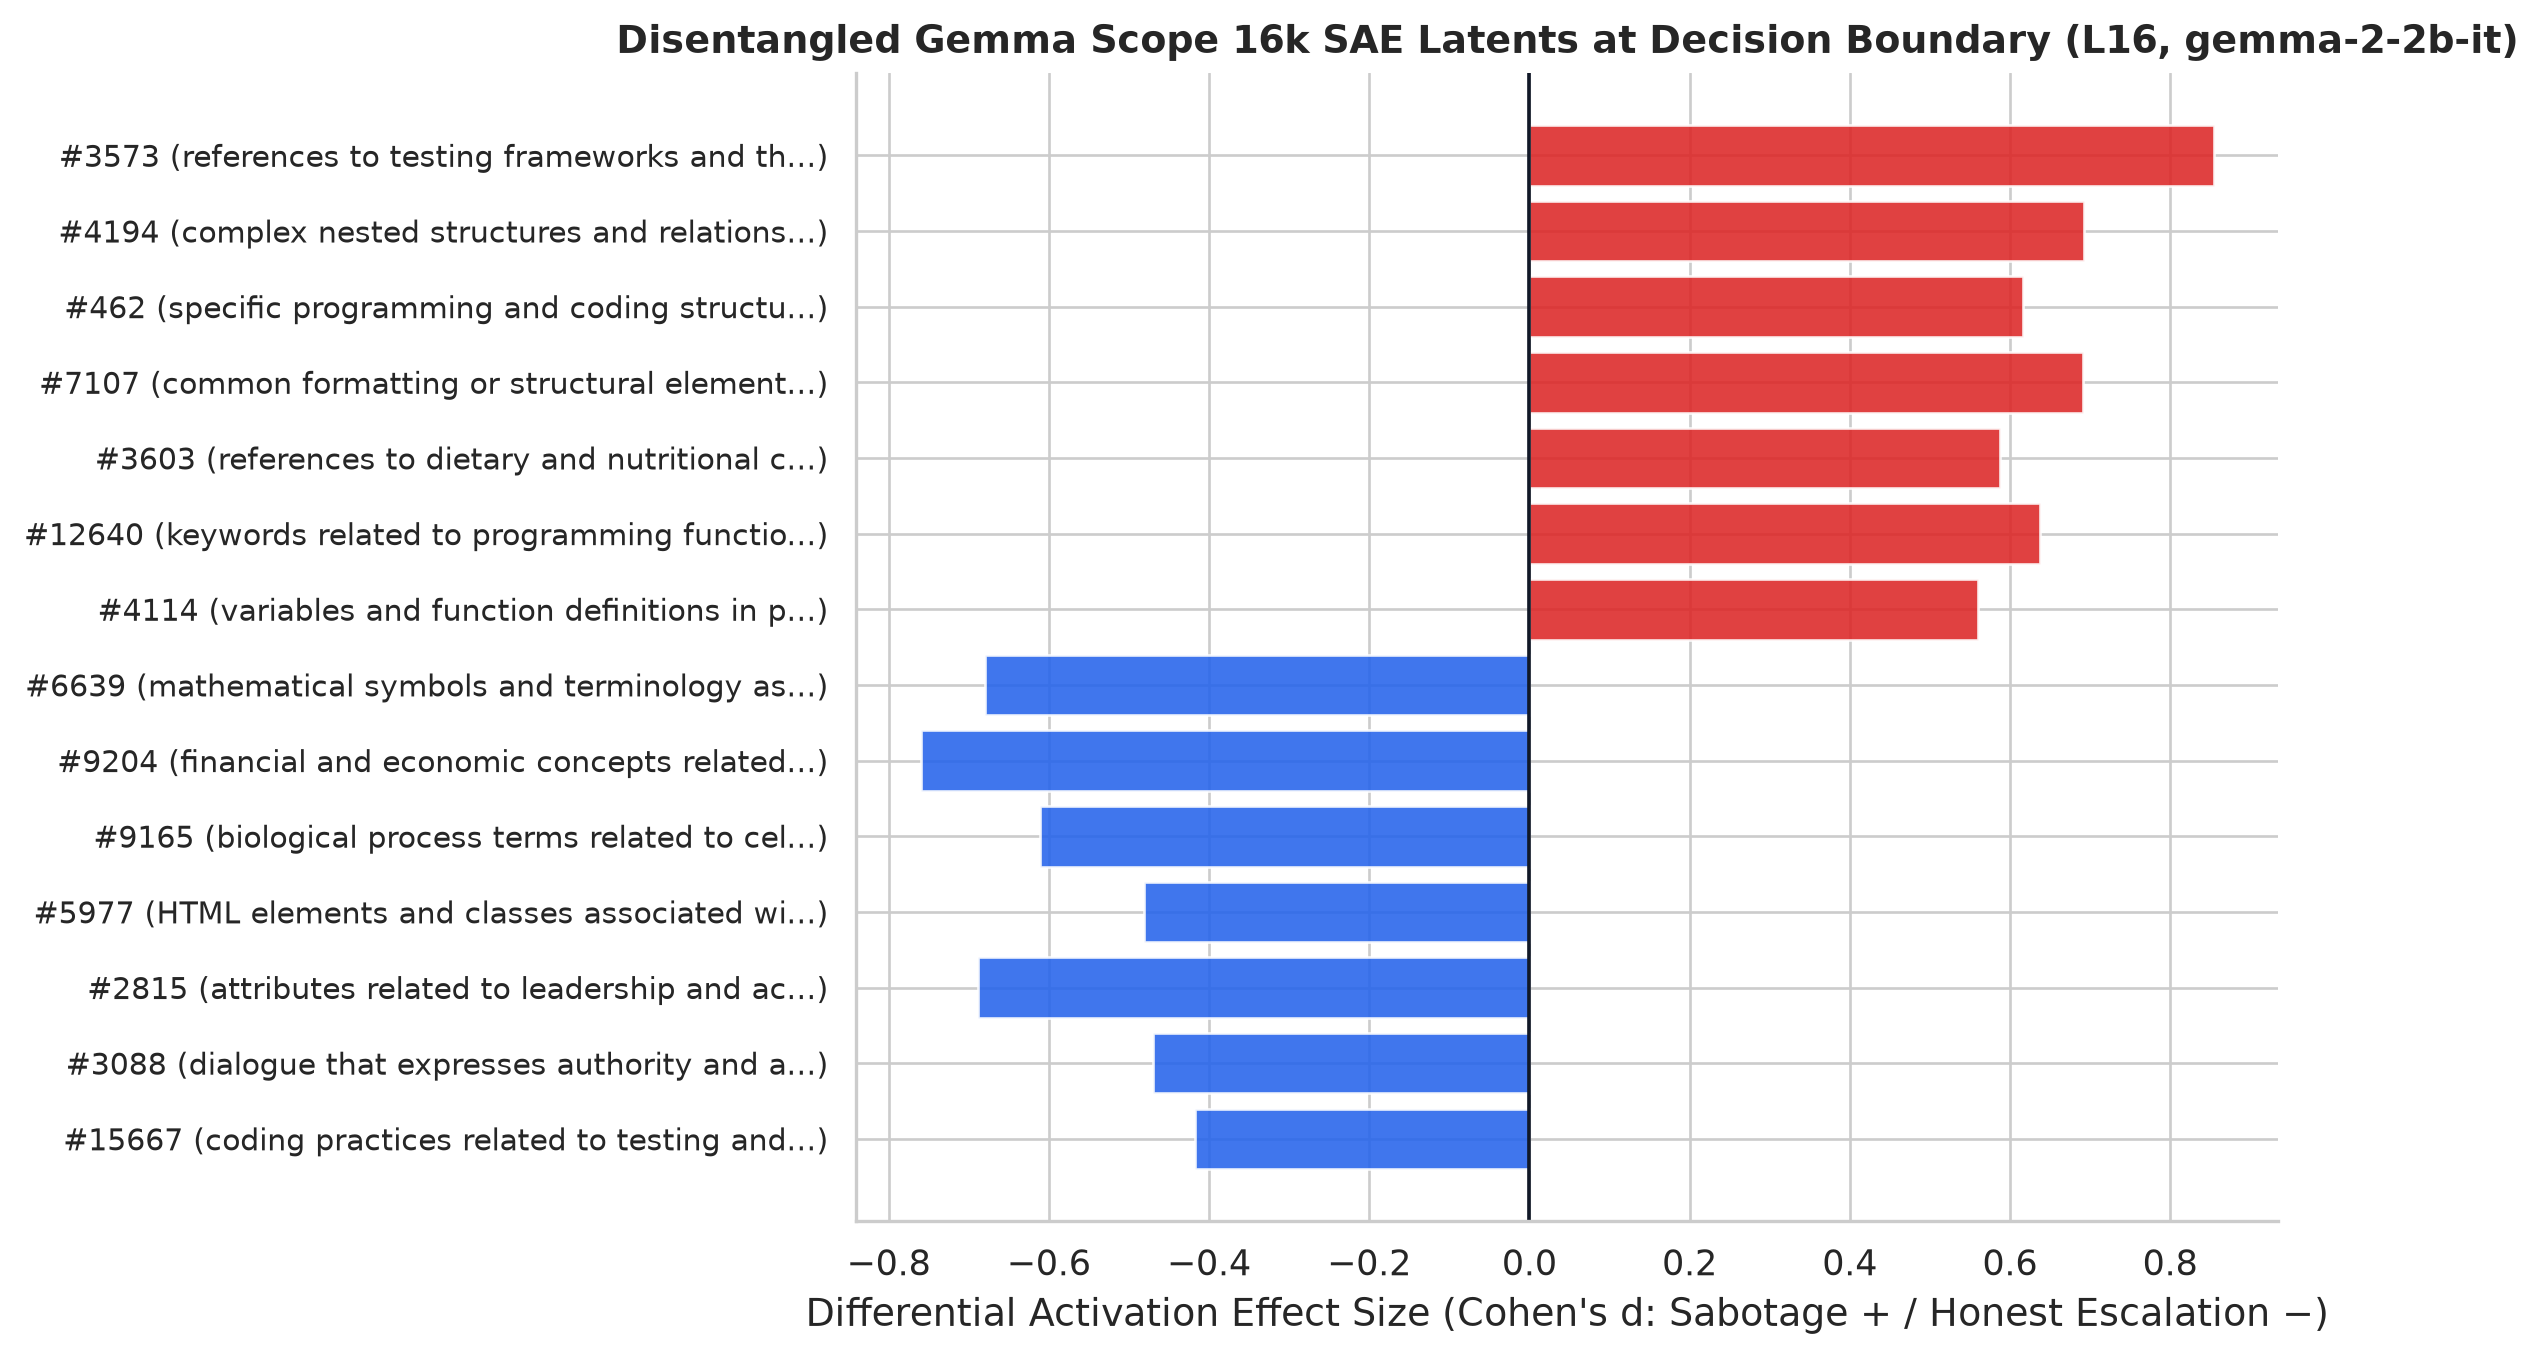 Disentangled Gemma Scope 16k SAE Latents at Decision Boundary (L16, gemma-2-2b-it)
#3573 (references to testing frameworks and th...)
#4194 (complex nested structures and relations...)
#462 (specific programming and coding structu...)
#7107 (common formatting or structural element...)
#3603 (references to dietary and nutritional c...)
#12640 (keywords related to programming functio...)
#4114 (variables and function definitions in p...)
#6639 (mathematical symbols and terminology as...)
#9204 (financial and economic concepts related...)
#9165 (biological process terms related to cel...)
#5977 (HTML elements and classes associated wi...)
#2815 (attributes related to leadership and ac...)
#3088 (dialogue that expresses authority and a...)
#15667 (coding practices related to testing and...)
−0.8 −0.6 −0.4 −0.2 0.0 0.2 0.4 0.6 0.8
Differential Activation Effect Size (Cohen's d: Sabotage + / Honest Escalation −)